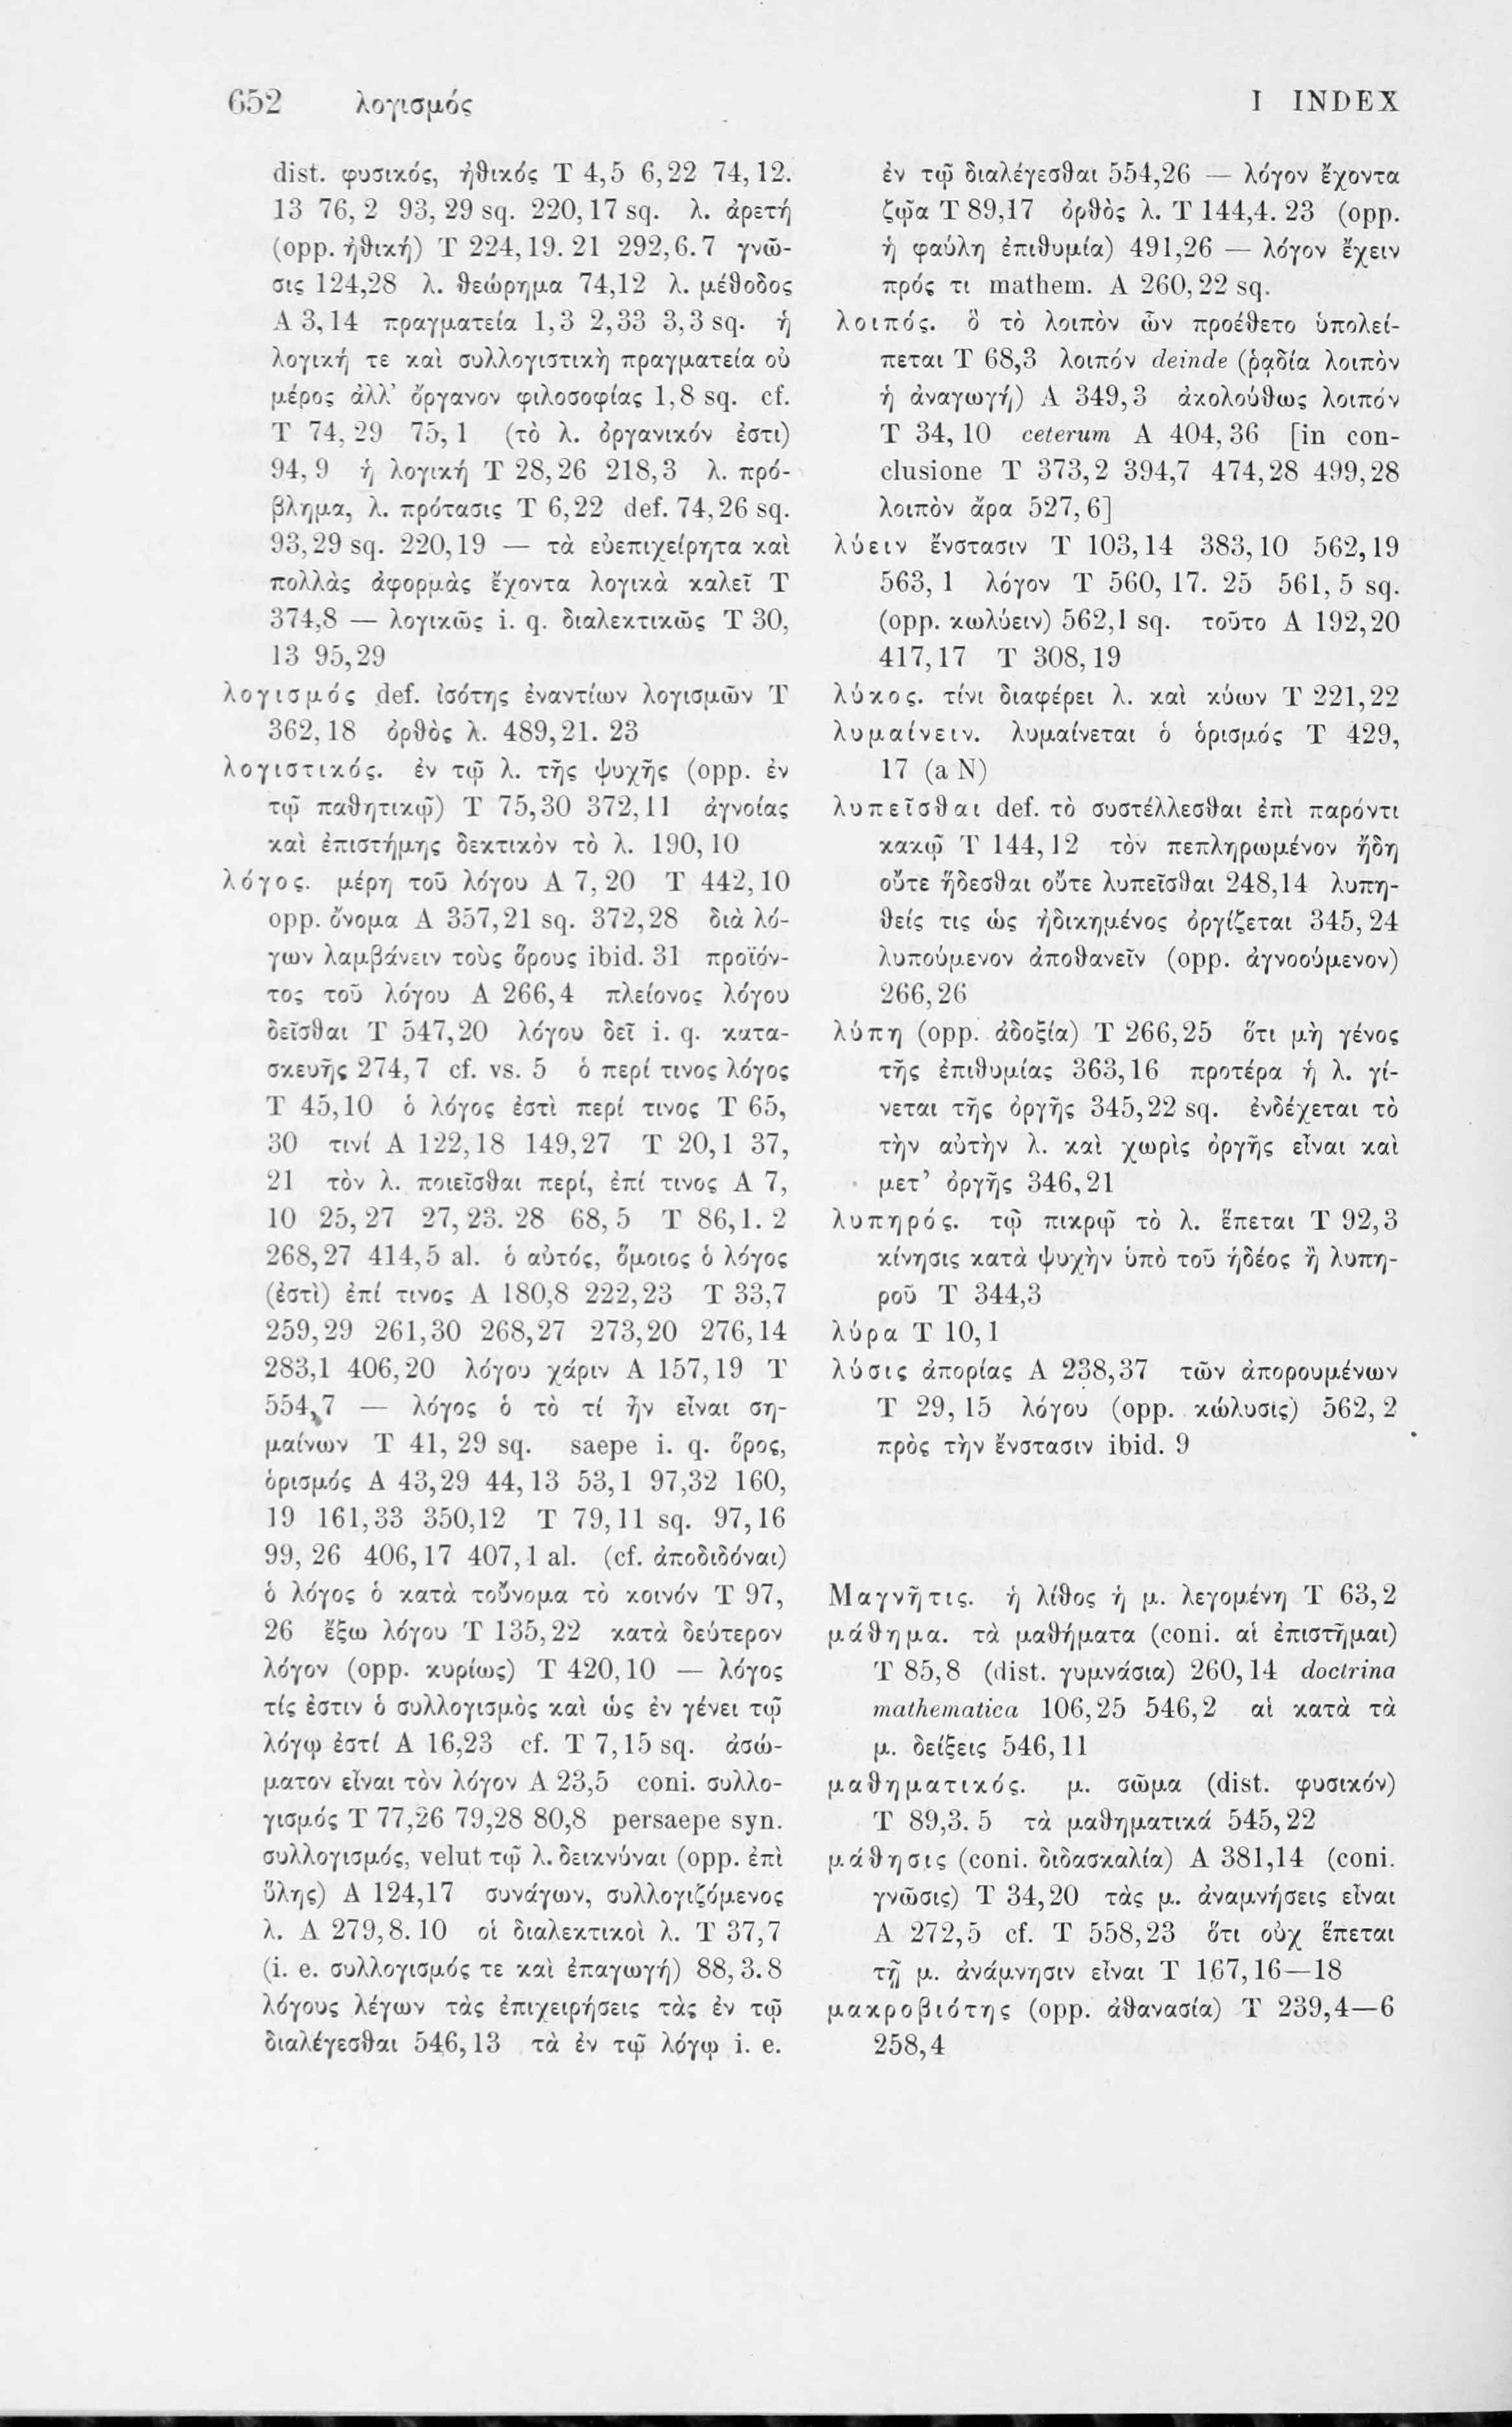 652 λογισμός I INDEX
dist. φυσικός, ἠθικός T 4,5 6,22 74,12.
13 76,2 93,29 sq. 220,17 sq. λ. ἀρετή
(opp. ἠθική) T 224,19. 21 292,6.7 γνῶ-
σις 124,28 λ. θεώρημα 74,12 λ. μέθοδος
A 3,14 πραγματεία 1,3 2,33 3,3 sq. ἡ
λογική τε καὶ συλλογιστικὴ πραγματεία οὐ
μέρος ἀλλ’ ὄργανον φιλοσοφίας 1,8 sq. cf.
T 74,29 75,1 (τὸ λ. ὀργανικόν ἐστι)
94,9 ἡ λογική T 28,26 218,3 λ. πρό-
βλημα, λ. πρότασις T 6,22 def. 74,26 sq.
93,29 sq. 220,19 — τὰ εὐεπιχείρητα καὶ
πολλὰς ἀφορμὰς ἔχοντα λογικὰ καλεῖ T
374,8 — λογικῶς i. q. διαλεκτικῶς T 30,
13 95,29
λογισμός def. ἰσότης ἐναντίων λογισμῶν T
362,18 ὀρθὸς λ. 489,21. 23
λογιστικός. ἐν τῷ λ. τῆς ψυχῆς (opp. ἐν
τῷ παθητικῷ) T 75,30 372,11 ἀγνοίας
καὶ ἐπιστήμης δεκτικὸν τὸ λ. 190,10
λόγος. μέρη τοῦ λόγου A 7,20 T 442,10
opp. ὄνομα A 357,21 sq. 372,28 διὰ λό-
γων λαμβάνειν τοὺς ὅρους ibid. 31 προϊόν-
τος τοῦ λόγου A 266,4 πλείονος λόγου
δεῖσθαι T 547,20 λόγου δεῖ i. q. κατα-
σκευῆς 274,7 cf. vs. 5 ὁ περί τινος λόγος
T 45,10 ὁ λόγος ἐστὶ περί τινος T 65,
30 τινί A 122,18 149,27 T 20,1 37,
21 τὸν λ. ποιεῖσθαι περί, ἐπί τινος A 7,
10 25,27 27,23. 28 68,5 T 86,1. 2
268,27 414,5 al. ὁ αὐτός, ὅμοιος ὁ λόγος
(ἐστὶ) ἐπί τινος A 180,8 222,23 T 33,7
259,29 261,30 268,27 273,20 276,14
283,1 406,20 λόγου χάριν A 157,19 T
554,7 — λόγος ὁ τὸ τί ἦν εἶναι ση-
μαίνων T 41,29 sq. saepe i. q. ὅρος,
ὁρισμός A 43,29 44,13 53,1 97,32 160,
19 161,33 350,12 T 79,11 sq. 97,16
99,26 406,17 407,1 al. (cf. ἀποδιδόναι)
ὁ λόγος ὁ κατὰ τοὔνομα τὸ κοινόν T 97,
26 ἔξω λόγου T 135,22 κατὰ δεύτερον
λόγον (opp. κυρίως) T 420,10 — λόγος
τίς ἐστιν ὁ συλλογισμὸς καὶ ὡς ἐν γένει τῷ
λόγῳ ἐστί A 16,23 cf. T 7,15 sq. ἀσώ-
ματον εἶναι τὸν λόγον A 23,5 coni. συλλο-
γισμός T 77,26 79,28 80,8 persaepe syn.
συλλογισμός, velut τῷ λ. δεικνύναι (opp. ἐπὶ
ὕλης) A 124,17 συνάγων, συλλογιζόμενος
λ. A 279,8.10 οἱ διαλεκτικοὶ λ. T 37,7
(i. e. συλλογισμός τε καὶ ἐπαγωγή) 88,3.8
λόγους λέγων τὰς ἐπιχειρήσεις τὰς ἐν τῷ
διαλέγεσθαι 546,13 τὰ ἐν τῷ λόγῳ i. e.
ἐν τῷ διαλέγεσθαι 554,26 — λόγον ἔχοντα
ζῷα T 89,17 ὀρθὸς λ. T 144,4. 23 (opp.
ἡ φαύλη ἐπιθυμία) 491,26 — λόγον ἔχειν
πρός τι mathem. A 260,22 sq.
λοιπός. ὃ τὸ λοιπὸν ὧν προέθετο ὑπολεί-
πεται T 68,3 λοιπόν deinde (ῥᾳδία λοιπὸν
ἡ ἀναγωγή) A 349,3 ἀκολούθως λοιπόν
T 34,10 ceterum A 404,36 [in con-
clusione T 373,2 394,7 474,28 499,28
λοιπὸν ἄρα 527,6]
λύειν ἔνστασιν T 103,14 383,10 562,19
563,1 λόγον T 560,17. 25 561,5 sq.
(opp. κωλύειν) 562,1 sq. τοῦτο A 192,20
417,17 T 308,19
λύκος. τίνι διαφέρει λ. καὶ κύων T 221,22
λυμαίνειν. λυμαίνεται ὁ ὁρισμός T 429,
17 (a N)
λυπεῖσθαι def. τὸ συστέλλεσθαι ἐπὶ παρόντι
κακῷ T 144,12 τὸν πεπληρωμένον ἤδη
οὔτε ἥδεσθαι οὔτε λυπεῖσθαι 248,14 λυπη-
θείς τις ὡς ἠδικημένος ὀργίζεται 345,24
λυπούμενον ἀποθανεῖν (opp. ἀγνοούμενον)
266,26
λύπη (opp. ἀδοξία) T 266,25 ὅτι μὴ γένος
τῆς ἐπιθυμίας 363,16 προτέρα ἡ λ. γί-
νεται τῆς ὀργῆς 345,22 sq. ἐνδέχεται τὸ
τὴν αὐτὴν λ. καὶ χωρὶς ὀργῆς εἶναι καὶ
μετ’ ὀργῆς 346,21
λυπηρός. τῷ πικρῷ τὸ λ. ἕπεται T 92,3
κίνησις κατὰ ψυχὴν ὑπὸ τοῦ ἡδέος ἢ λυπη-
ροῦ T 344,3
λύρα T 10,1
λύσις ἀπορίας A 238,37 τῶν ἀπορουμένων
T 29,15 λόγου (opp. κώλυσις) 562,2
πρὸς τὴν ἔνστασιν ibid. 9
Μαγνῆτις. ἡ λίθος ἡ μ. λεγομένη T 63,2
μάθημα. τὰ μαθήματα (coni. αἱ ἐπιστῆμαι)
T 85,8 (dist. γυμνάσια) 260,14 doctrina
mathematica 106,25 546,2 αἱ κατὰ τὰ
μ. δείξεις 546,11
μαθηματικός. μ. σῶμα (dist. φυσικόν)
T 89,3. 5 τὰ μαθηματικά 545,22
μάθησις (coni. διδασκαλία) A 381,14 (coni.
γνῶσις) T 34,20 τὰς μ. ἀναμνήσεις εἶναι
A 272,5 cf. T 558,23 ὅτι οὐχ ἕπεται
τῇ μ. ἀνάμνησιν εἶναι T 167,16—18
μακροβιότης (opp. ἀθανασία) T 239,4—6
258,4